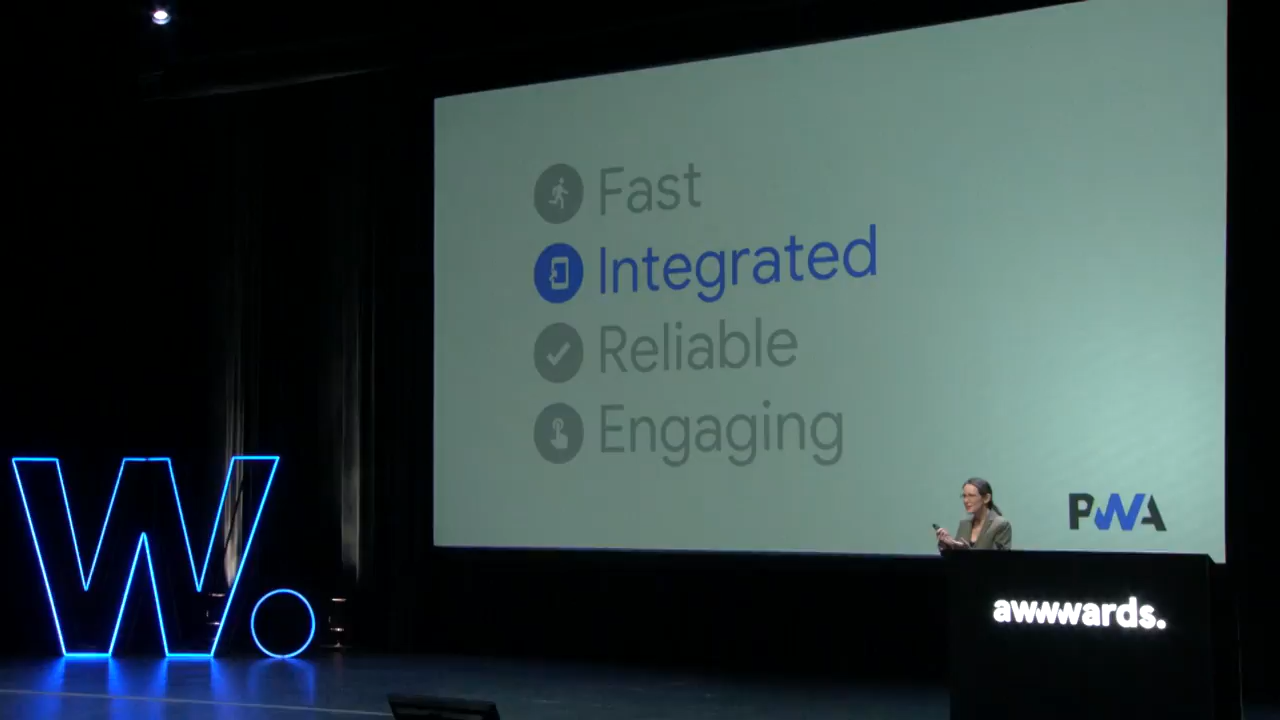 Fast
Integrated
Reliable
Engaging
PWA
W.
awwwards.